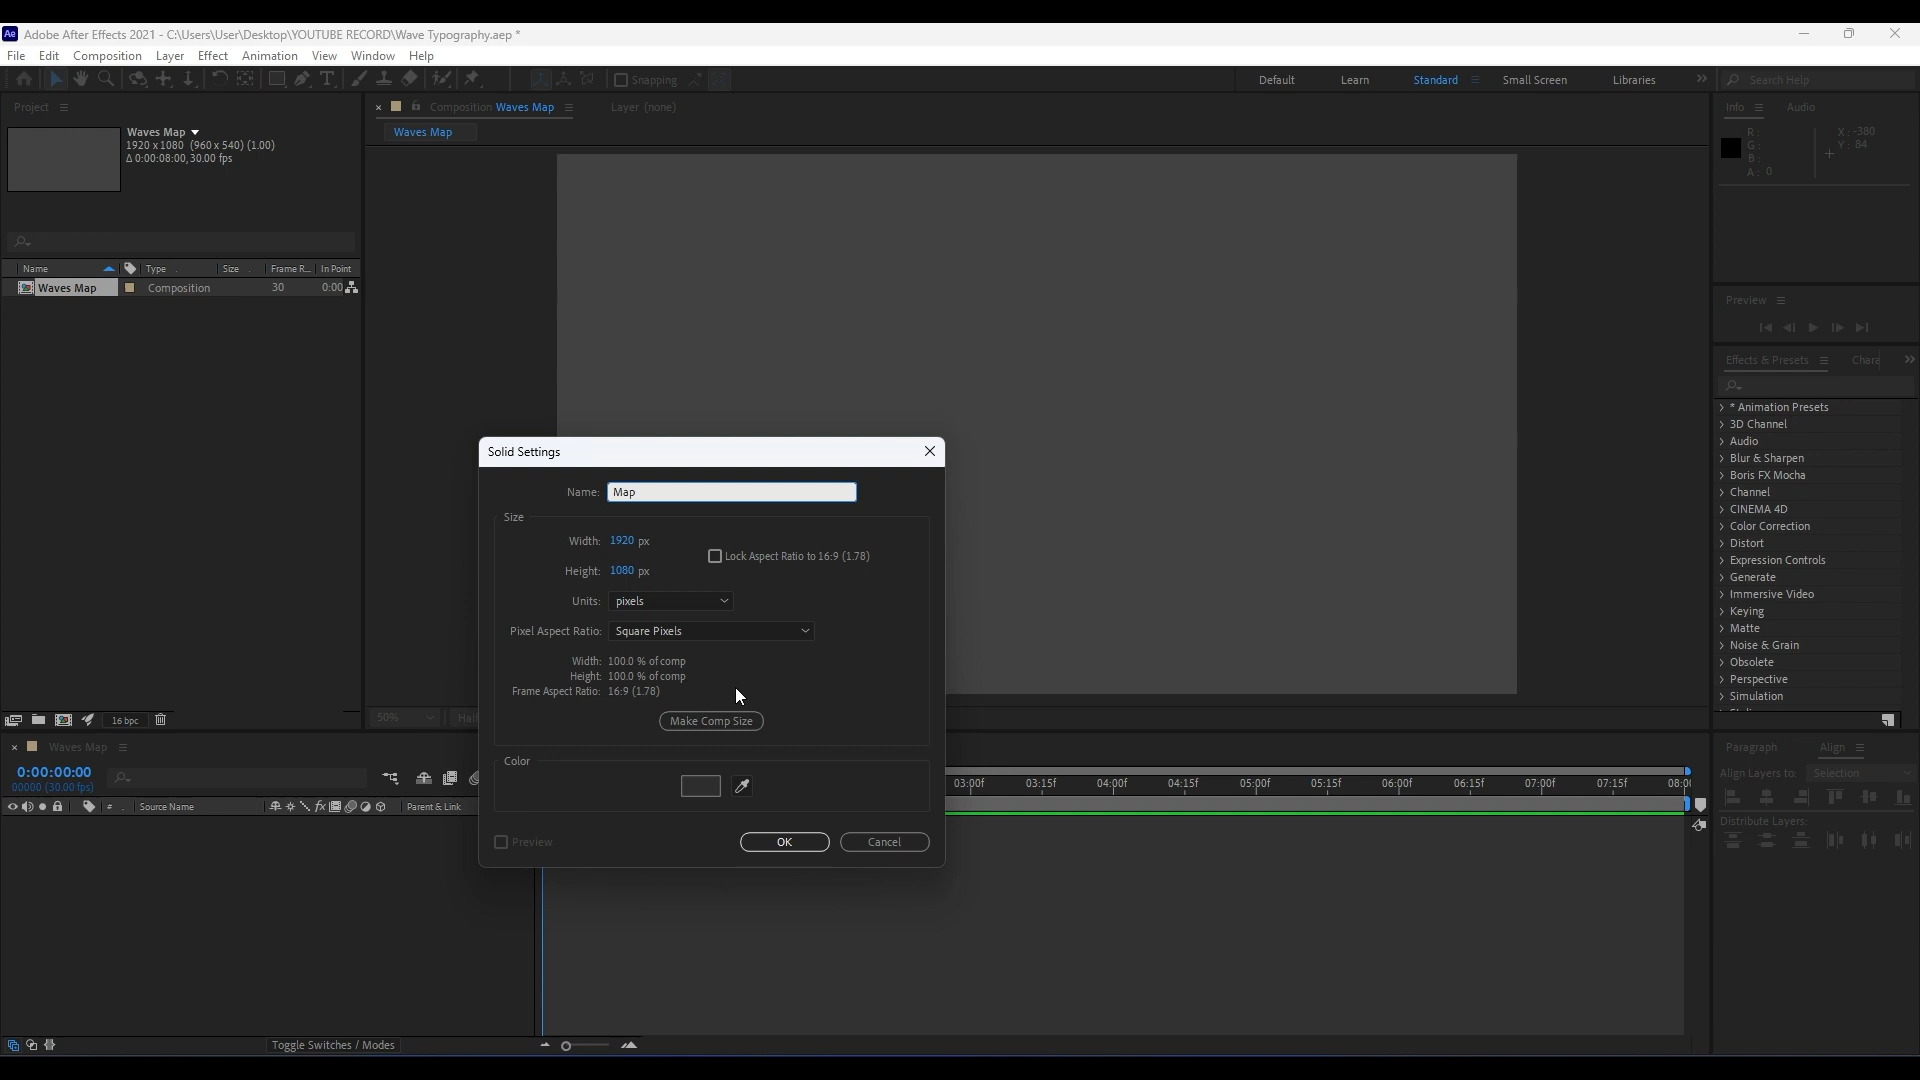 Ae Adobe After Effects 2021 - C:\Users\User\Desktop\YOUTUBE RECORD\Wave Typography.aep *
File Edit Composition Layer Effect Animation View Window Help
Snapping Default Learn Standard Small Screen Libraries Search Help
Project
Composition Waves Map Layer (none)
Info Audio
Waves Map
Waves Map
1920 x 1080 (960 x 540) (1.00)
Δ 0:00:08:00, 30.00 fps
R:
G:
B:
A: 0
X: -380
Y: 84
Name Type Size Frame R... In Point
Waves Map Composition 30 0:00
Preview
Effects & Presets Chara
* Animation Presets
3D Channel
Audio
Blur & Sharpen
Boris FX Mocha
Channel
CINEMA 4D
Color Correction
Distort
Expression Controls
Generate
Immersive Video
Keying
Matte
Noise & Grain
Obsolete
Perspective
Simulation
Solid Settings
Name: Map
Size
Width: 1920 px
Lock Aspect Ratio to 16:9 (1.78)
Height: 1080 px
Units: pixels
Pixel Aspect Ratio: Square Pixels
Width: 100.0 % of comp
Height: 100.0 % of comp
Frame Aspect Ratio: 16:9 (1.78)
Make Comp Size
Color
Preview OK Cancel
16 bpc
50% Half
Waves Map
0:00:00:00
00000 (30.00 fps)
# Source Name fx Parent & Link
03:00f 03:15f 04:00f 04:15f 05:00f 05:15f 06:00f 06:15f 07:00f 07:15f 08:00
Paragraph Align
Align Layers to: Selection
Distribute Layers:
Toggle Switches / Modes